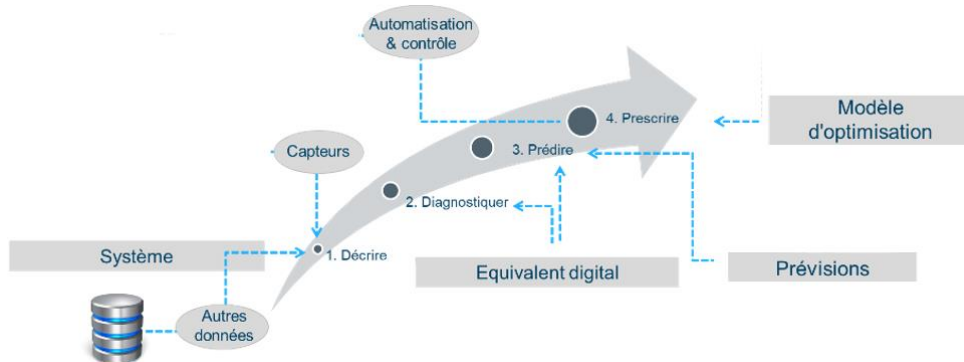 Automatisation
& contrôle
4. Prescrire
Modèle
d'optimisation
Capteurs
3. Prédire
2. Diagnostiquer
1. Décrire
Système
Equivalent digital
Prévisions
Autres
données